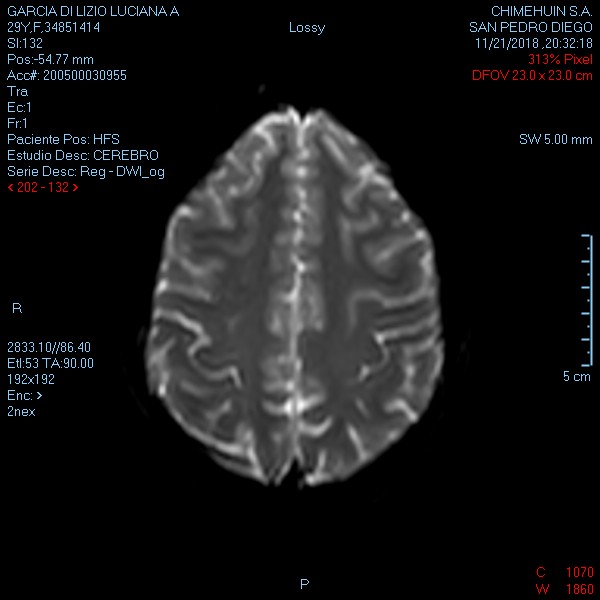 GARCIA DI LIZIO LUCIANA A
29Y,F,34851414
Sl:132
Pos:-54.77 mm
Acc#: 200500030955
Tra
Ec:1
Fr:1
Paciente Pos: HFS
Estudio Desc: CEREBRO
Serie Desc: Reg - DWI_og
< 202 - 132 >
Lossy
CHIMEHUIN S.A.
SAN PEDRO DIEGO
11/21/2018 ,20:32:18
313% Pixel
DFOV 23.0 x 23.0 cm
SW 5.00 mm
R
5 cm
2833.10//86.40
Etl:53 TA:90.00
192x192
Enc: >
2nex
P
C 1070
W 1860